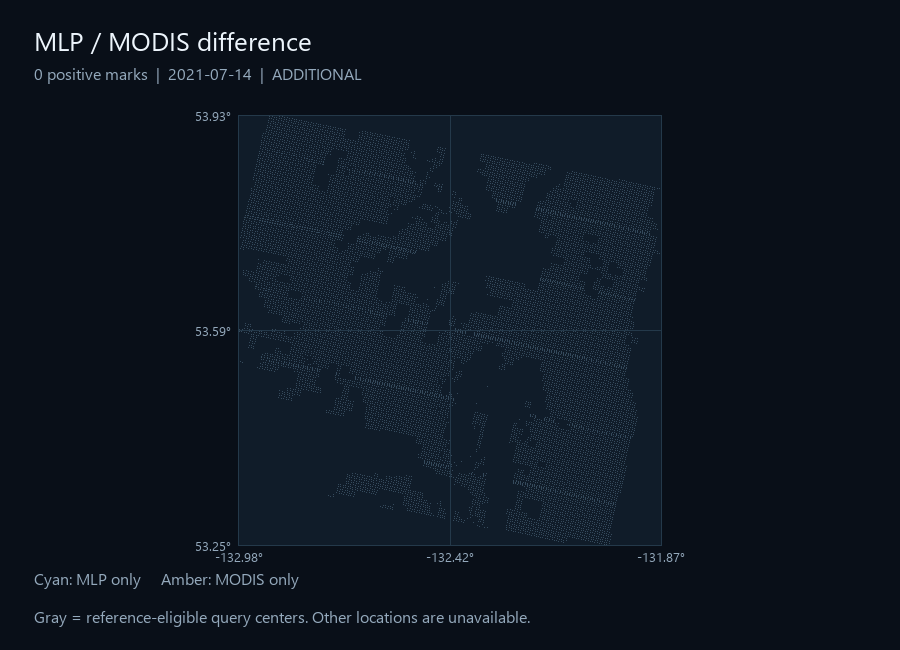 MLP / MODIS difference
0 positive marks | 2021-07-14 | ADDITIONAL
53.93°
53.59°
53.25°
-132.98° -132.42° -131.87°
Cyan: MLP only Amber: MODIS only
Gray = reference-eligible query centers. Other locations are unavailable.